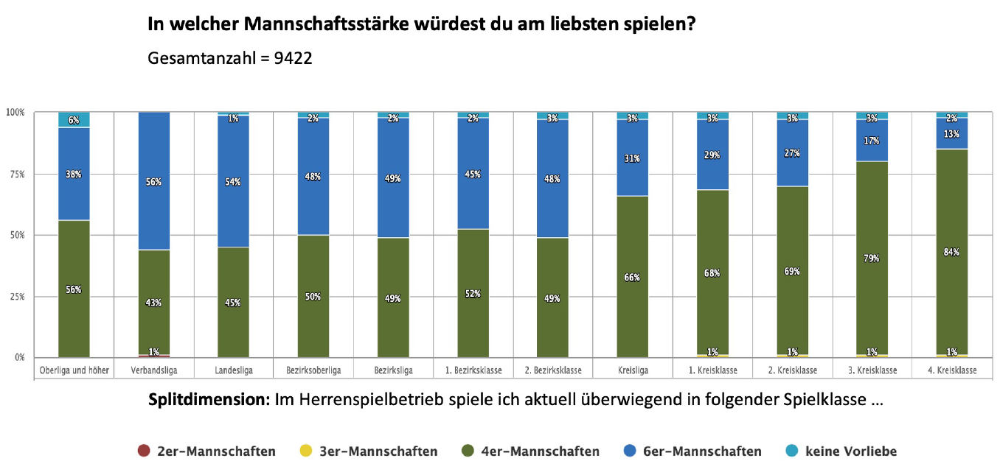 In welcher Mannschaftsstärke würdest du am liebsten spielen?
Gesamtanzahl = 9422
100%
6% 1% 2% 2% 2% 3% 3% 3% 3% 3% 2%
38% 56% 54% 48% 49% 45% 48% 31% 29% 27% 17% 13%
75%
50%
56% 43% 45% 50% 49% 52% 49% 66% 68% 69% 79% 84%
25%
1% 1% 1% 1% 1%
0%
Oberliga und höher Verbandsliga Landesliga Bezirksoberliga Bezirksliga 1. Bezirksklasse 2. Bezirksklasse Kreisliga 1. Kreisklasse 2. Kreisklasse 3. Kreisklasse 4. Kreisklasse
Splitdimension: Im Herrenspielbetrieb spiele ich aktuell überwiegend in folgender Spielklasse ...
2er-Mannschaften 3er-Mannschaften 4er-Mannschaften 6er-Mannschaften keine Vorliebe